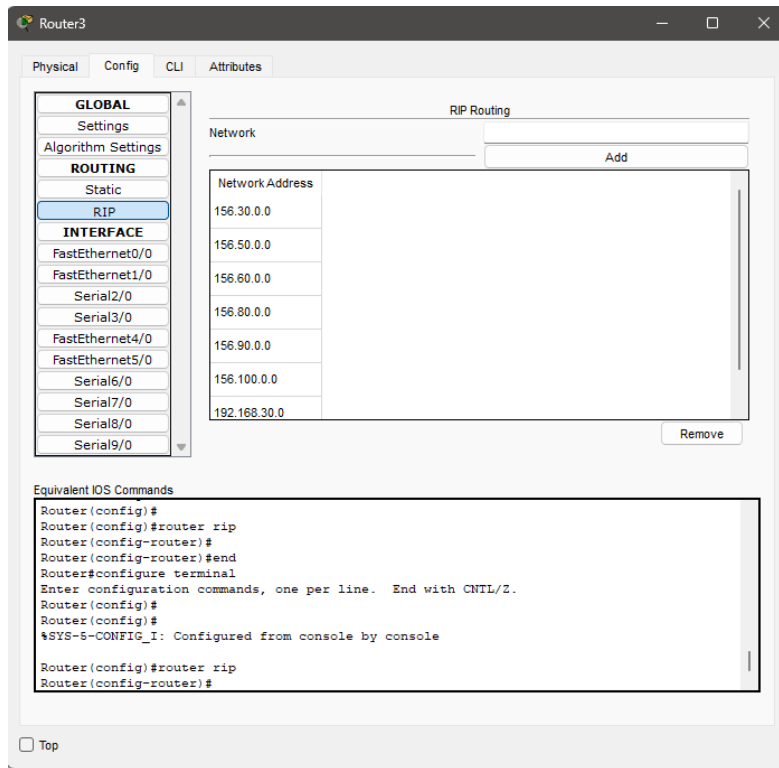 Router3
Physical Config CLI Attributes
GLOBAL
Settings
Algorithm Settings
ROUTING
Static
RIP
INTERFACE
FastEthernet0/0
FastEthernet1/0
Serial2/0
Serial3/0
FastEthernet4/0
FastEthernet5/0
Serial6/0
Serial7/0
Serial8/0
Serial9/0
RIP Routing
Network
Add
Network Address
156.30.0.0
156.50.0.0
156.60.0.0
156.80.0.0
156.90.0.0
156.100.0.0
192.168.30.0
Remove
Equivalent IOS Commands
Router(config)#
Router(config)#router rip
Router(config-router)#
Router(config-router)#end
Router#configure terminal
Enter configuration commands, one per line.  End with CNTL/Z.
Router(config)#
Router(config)#
%SYS-5-CONFIG_I: Configured from console by console
Router(config)#router rip
Router(config-router)#
Top